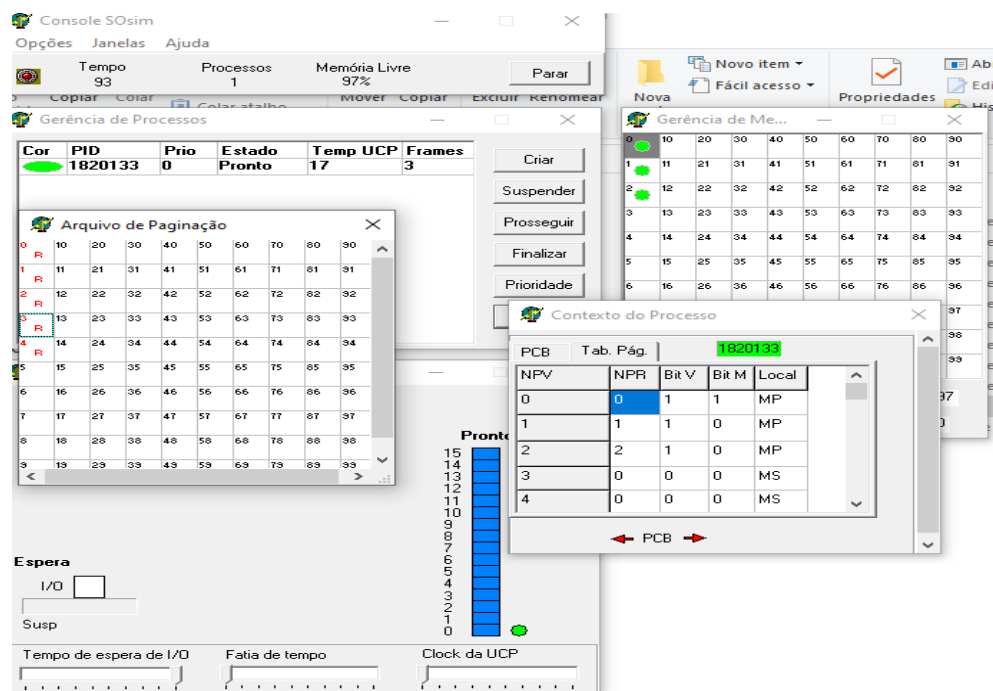 Console SOsim
Opções Janelas Ajuda
Tempo Processos Memória Livre
93 1 97%
Parar
Copiar Colar Colar atalho Mover Copiar Excluir Renomear
Nova
Novo item
Fácil acesso
Propriedades
Gerência de Processos
Cor PID Prio Estado Temp UCP Frames
1820133 0 Pronto 17 3
Criar
Suspender
Prosseguir
Finalizar
Prioridade
Arquivo de Paginação
0 10 20 30 40 50 60 70 80 90
R
1 11 21 31 41 51 61 71 81 91
R
2 12 22 32 42 52 62 72 82 92
R
3 13 23 33 43 53 63 73 83 93
R
4 14 24 34 44 54 64 74 84 94
R
5 15 25 35 45 55 65 75 85 95
6 16 26 36 46 56 66 76 86 96
7 17 27 37 47 57 67 77 87 97
8 18 28 38 48 58 68 78 88 98
9 19 29 39 49 59 69 79 89 99
Gerência de Me...
0 10 20 30 40 50 60 70 80 90
1 11 21 31 41 51 61 71 81 91
2 12 22 32 42 52 62 72 82 92
3 13 23 33 43 53 63 73 83 93
4 14 24 34 44 54 64 74 84 94
5 15 25 35 45 55 65 75 85 95
6 16 26 36 46 56 66 76 86 96
97
98
99
97
Contexto do Processo
PCB Tab. Pág. 1820133
NPV NPR Bit V Bit M Local
0 0 1 1 MP
1 1 1 0 MP
2 2 1 0 MP
3 0 0 0 MS
4 0 0 0 MS
PCB
Pronto
15
14
13
12
11
10
9
8
7
6
5
4
3
2
1
0
Espera
I/O
Susp
Tempo de espera de I/O Fatia de tempo Clock da UCP